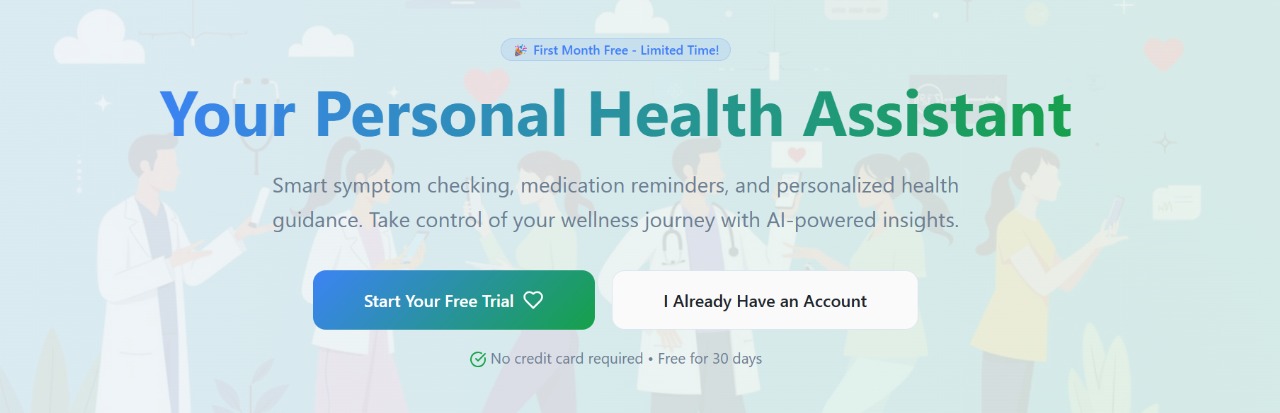 🎉 First Month Free - Limited Time!
Your Personal Health Assistant
Smart symptom checking, medication reminders, and personalized health
guidance. Take control of your wellness journey with AI-powered insights.
Start Your Free Trial
I Already Have an Account
No credit card required • Free for 30 days